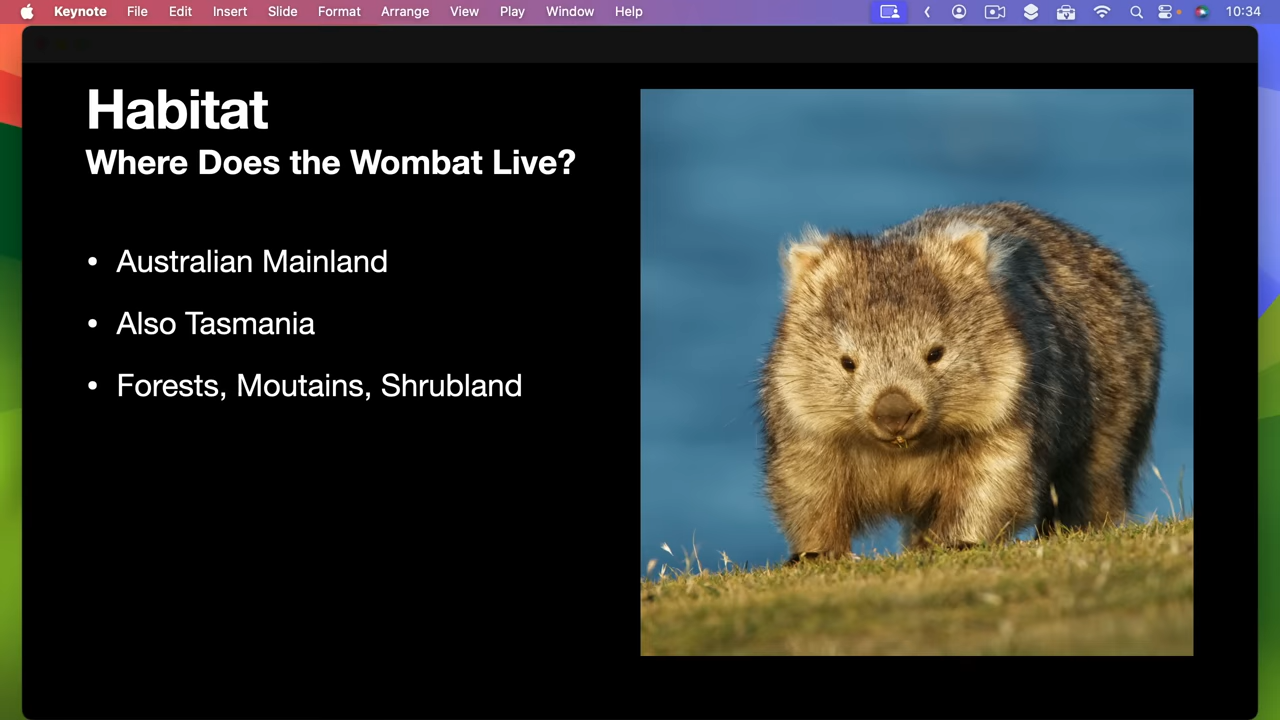 Keynote File Edit Insert Slide Format Arrange View Play Window Help 10:34
Habitat
Where Does the Wombat Live?
• Australian Mainland
• Also Tasmania
• Forests, Moutains, Shrubland